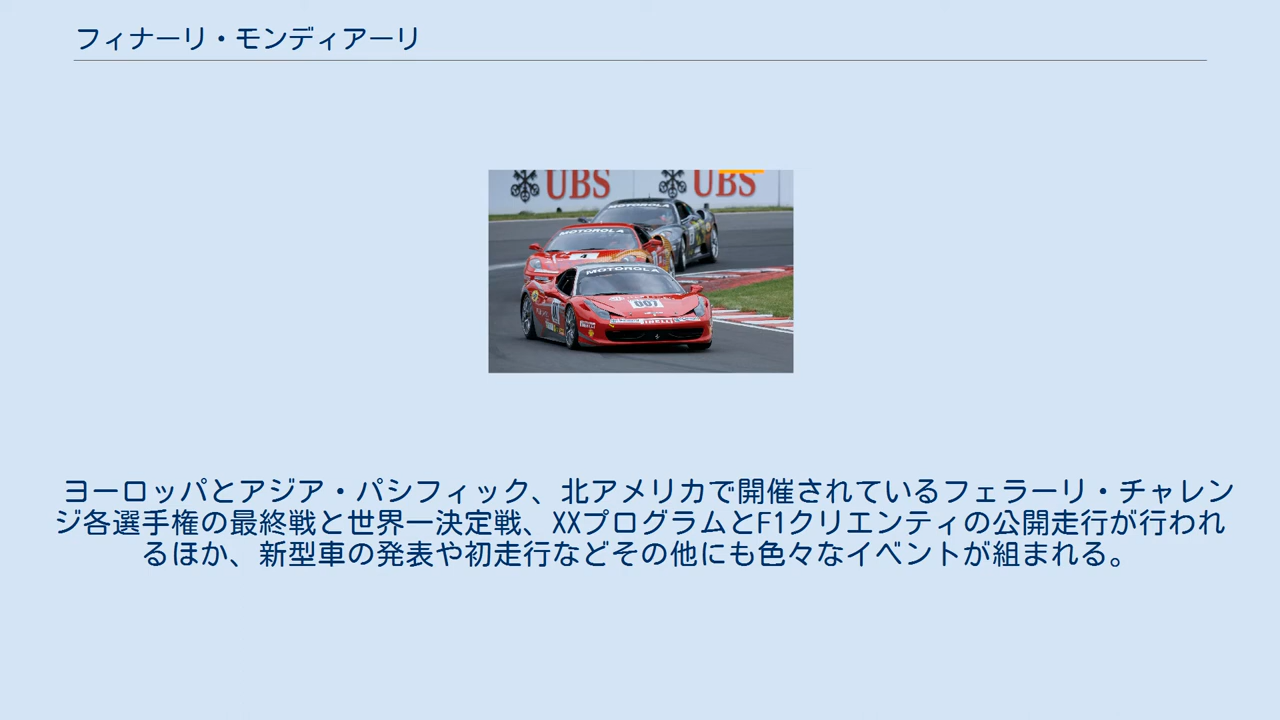 フィナーリ・モンディアーリ
UBS UBS
MOTOROLA
MOTOROLA
4
MOTOROLA
007
PIRELLI
ヨーロッパとアジア・パシフィック、北アメリカで開催されているフェラーリ・チャレン
ジ各選手権の最終戦と世界一決定戦、XXプログラムとF1クリエンティの公開走行が行われ
るほか、新型車の発表や初走行などその他にも色々なイベントが組まれる。